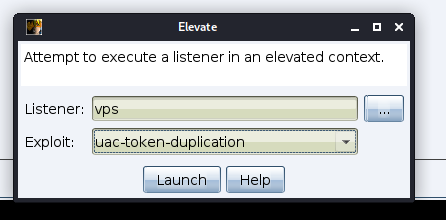 Elevate
Attempt to execute a listener in an elevated context.
Listener: vps ...
Exploit: uac-token-duplication
Launch Help